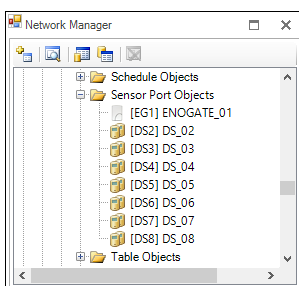 Network Manager
Schedule Objects
Sensor Port Objects
[EG1] ENOGATE_01
[DS2] DS_02
[DS3] DS_03
[DS4] DS_04
[DS5] DS_05
[DS6] DS_06
[DS7] DS_07
[DS8] DS_08
Table Objects